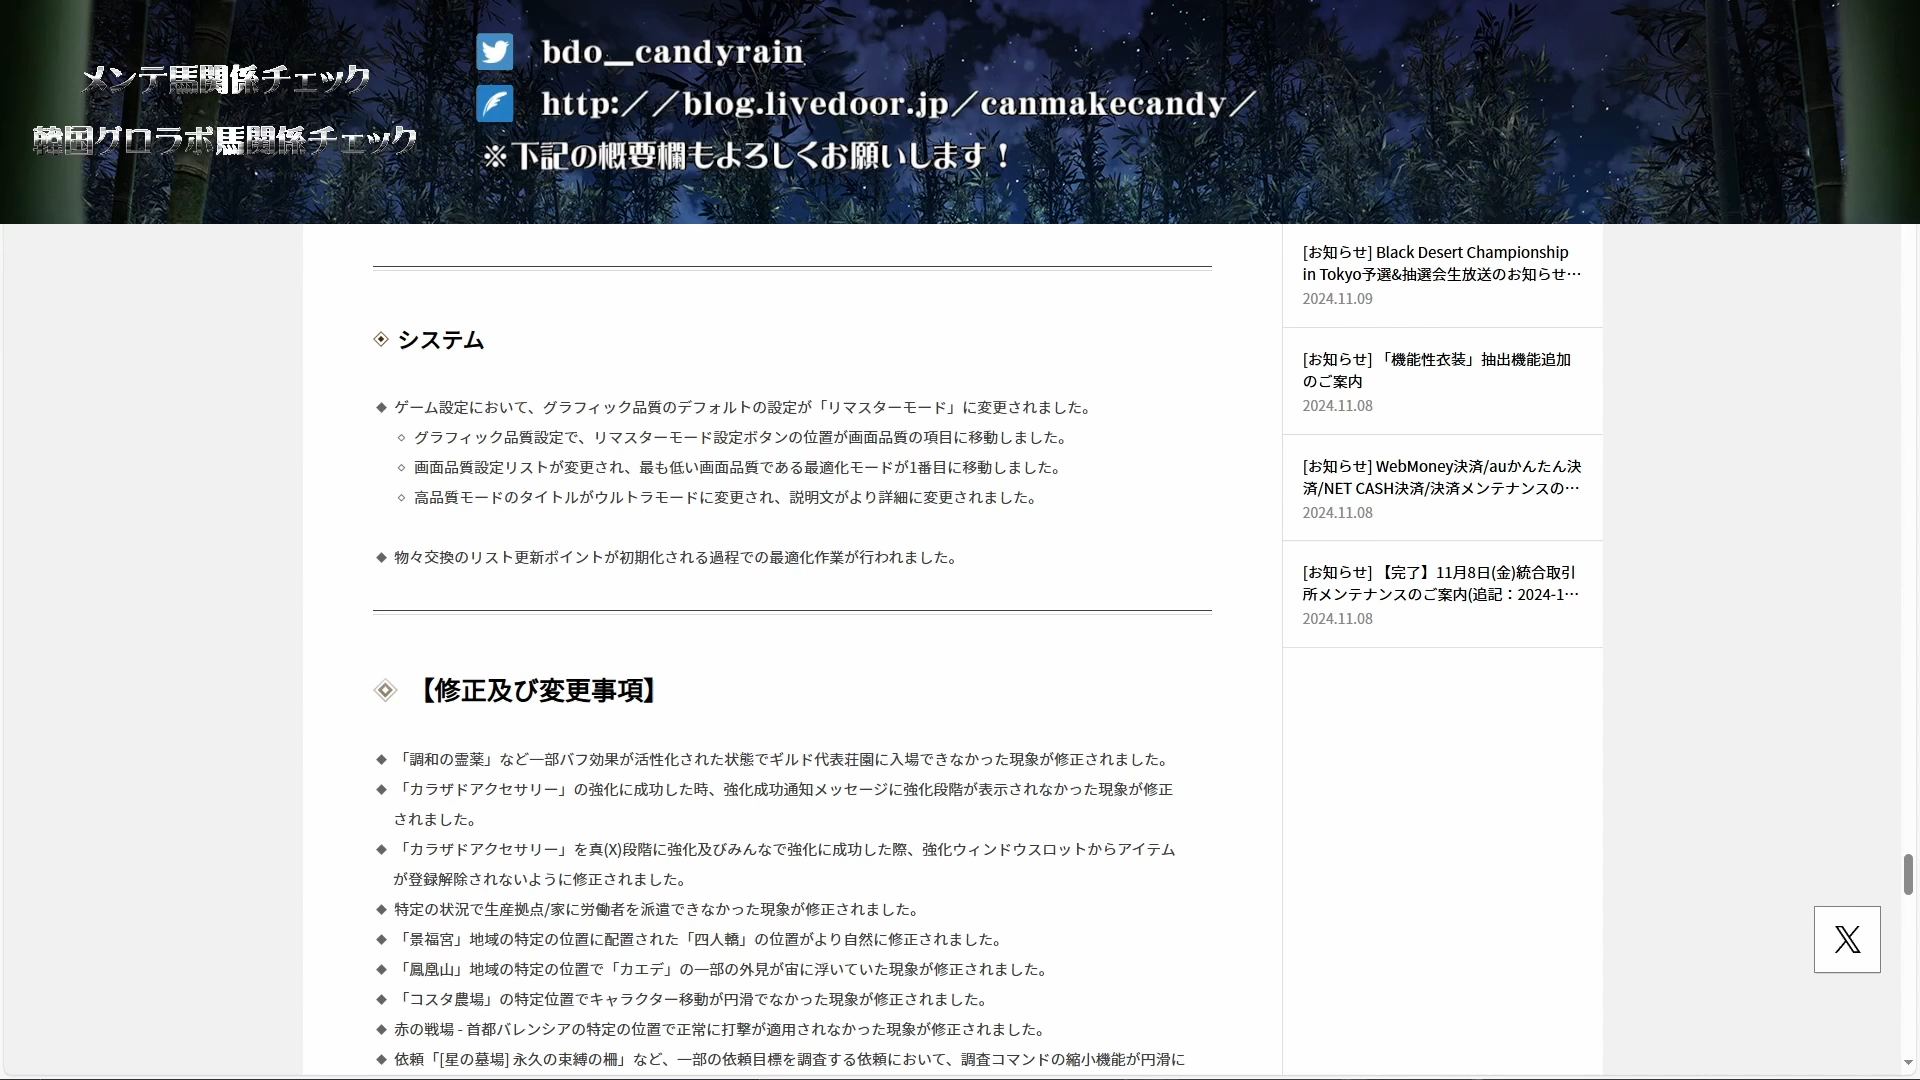 メンテ馬関係チェック
韓国グロラボ馬関係チェック
bdo__candyrain
http://blog.livedoor.jp/canmakecandy/
※下記の概要欄もよろしくお願いします！
システム
ゲーム設定において、グラフィック品質のデフォルトの設定が「リマスターモード」に変更されました。
グラフィック品質設定で、リマスターモード設定ボタンの位置が画面品質の項目に移動しました。
画面品質設定リストが変更され、最も低い画面品質である最適化モードが1番目に移動しました。
高品質モードのタイトルがウルトラモードに変更され、説明文がより詳細に変更されました。
物々交換のリスト更新ポイントが初期化される過程での最適化作業が行われました。
【修正及び変更事項】
「調和の霊薬」など一部バフ効果が活性化された状態でギルド代表荘園に入場できなかった現象が修正されました。
「カラザドアクセサリー」の強化に成功した時、強化成功通知メッセージに強化段階が表示されなかった現象が修正
されました。
「カラザドアクセサリー」を真(X)段階に強化及びみんなで強化に成功した際、強化ウィンドウスロットからアイテム
が登録解除されないように修正されました。
特定の状況で生産拠点/家に労働者を派遣できなかった現象が修正されました。
「景福宮」地域の特定の位置に配置された「四人轎」の位置がより自然に修正されました。
「鳳凰山」地域の特定の位置で「カエデ」の一部の外見が宙に浮いていた現象が修正されました。
「コスタ農場」の特定位置でキャラクター移動が円滑でなかった現象が修正されました。
赤の戦場 - 首都バレンシアの特定の位置で正常に打撃が適用されなかった現象が修正されました。
依頼「[星の墓場] 永久の束縛の柵」など、一部の依頼目標を調査する依頼において、調査コマンドの縮小機能が円滑に
[お知らせ] Black Desert Championship
in Tokyo予選&抽選会生放送のお知らせ…
2024.11.09
[お知らせ] 「機能性衣装」抽出機能追加
のご案内
2024.11.08
[お知らせ] WebMoney決済/auかんたん決
済/NET CASH決済/決済メンテナンスの…
2024.11.08
[お知らせ] 【完了】11月8日(金)統合取引
所メンテナンスのご案内(追記：2024-1…
2024.11.08